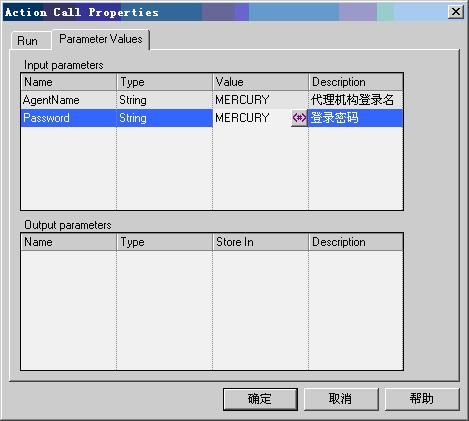 Action Call Properties
Run Parameter Values
Input parameters
Name Type Value Description
AgentName String MERCURY 代理机构登录名
Password String MERCURY <#> 登录密码
Output parameters
Name Type Store In Description
确定 取消 帮助